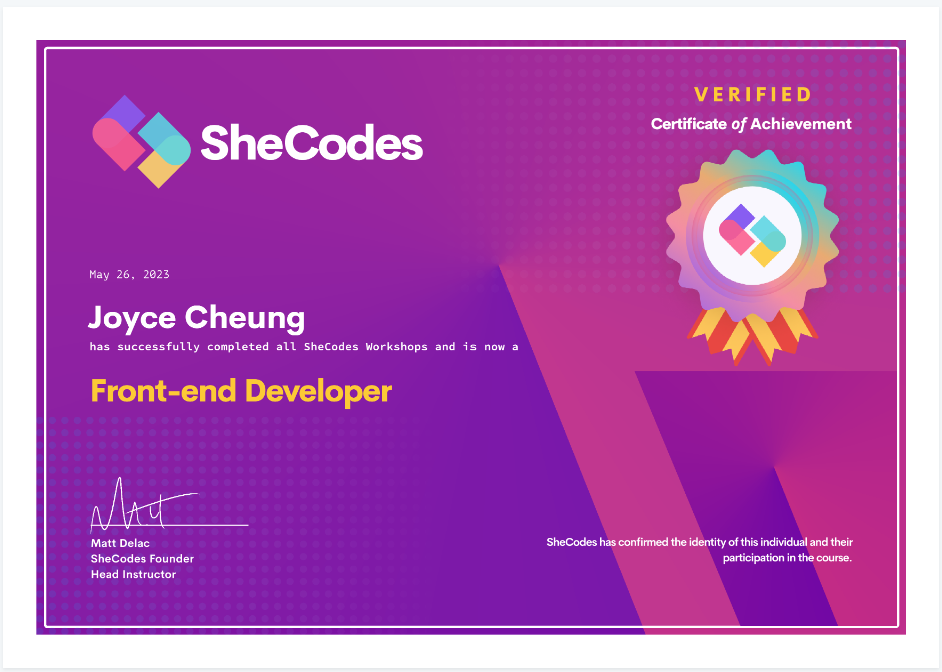 SheCodes
VERIFIED
Certificate of Achievement
May 26, 2023
Joyce Cheung
has successfully completed all SheCodes Workshops and is now a
Front-end Developer
Matt Delac
SheCodes Founder
Head Instructor
SheCodes has confirmed the identity of this individual and their
participation in the course.